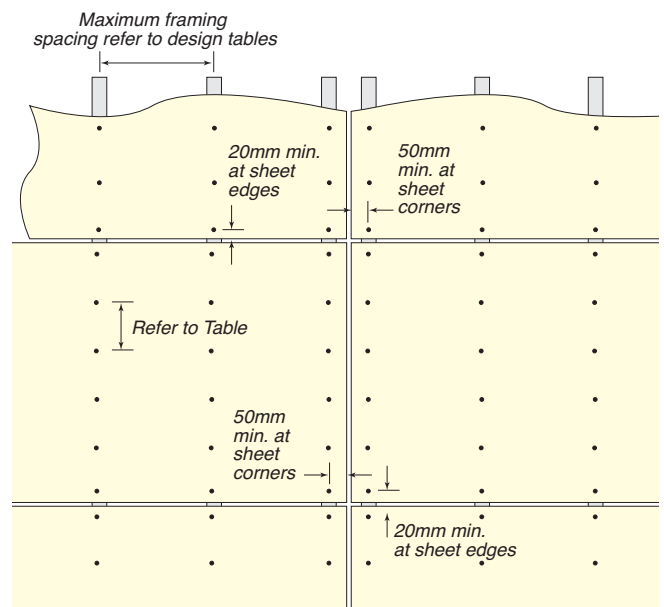 Maximum framing
spacing refer to design tables
20mm min.
at sheet
edges
50mm
min. at
sheet
corners
Refer to Table
50mm
min. at
sheet
corners
20mm min.
at sheet edges